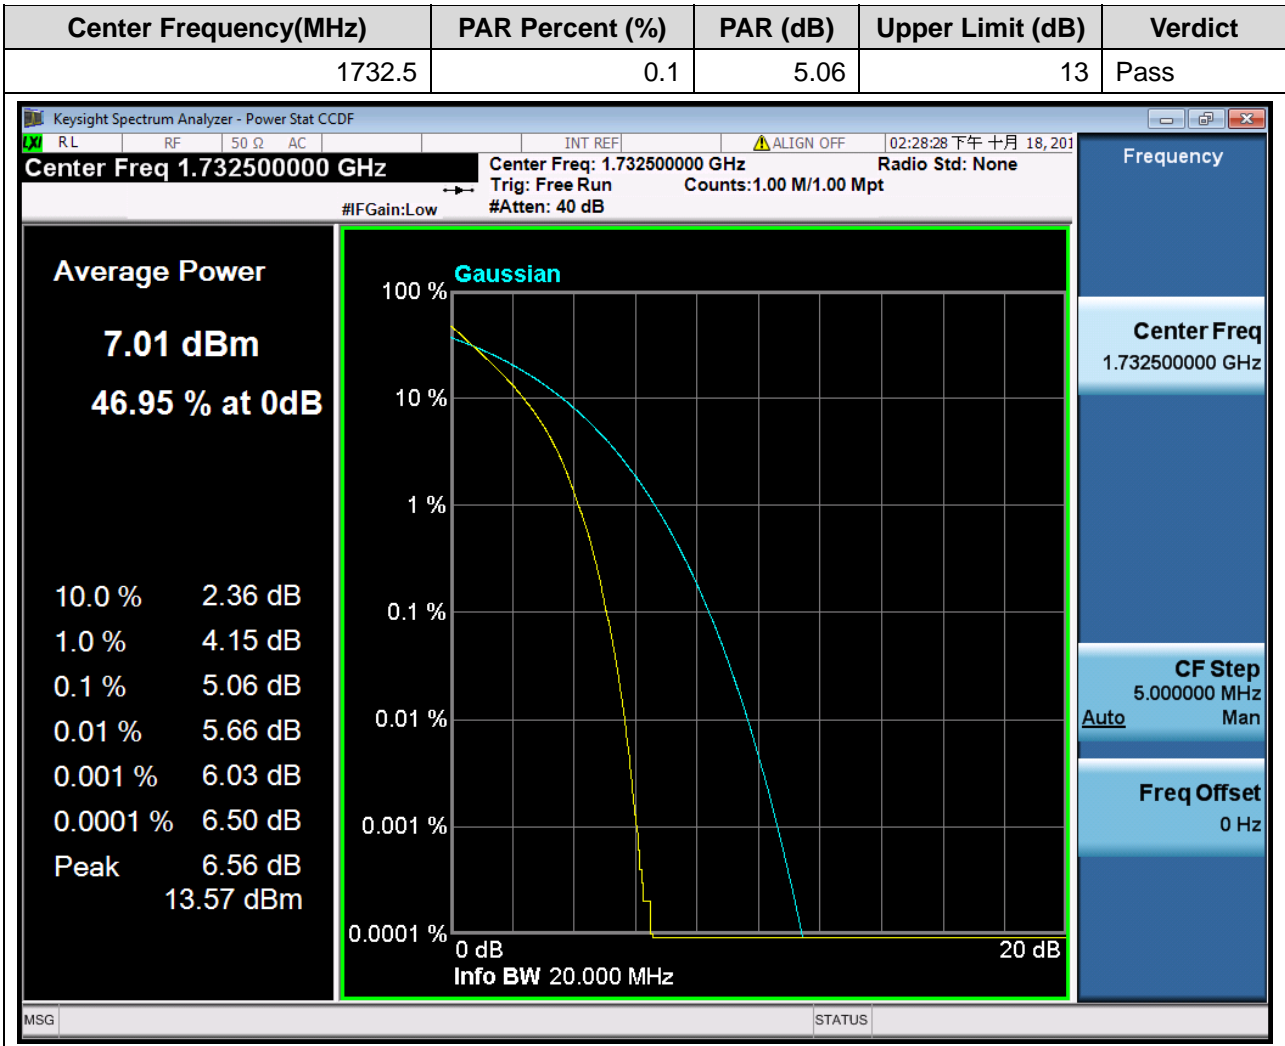 Center Frequency(MHz) PAR Percent (%) PAR (dB) Upper Limit (dB) Verdict
1732.5 0.1 5.06 13 Pass
Keysight Spectrum Analyzer - Power Stat CCDF
LXI RL RF 50 Ω AC INT REF ALIGN OFF 02:28:28 下午 十月 18, 201
Center Freq 1.732500000 GHz
Center Freq: 1.732500000 GHz Radio Std: None
Trig: Free Run Counts:1.00 M/1.00 Mpt
#IFGain:Low #Atten: 40 dB
Frequency
Average Power
7.01 dBm
46.95 % at 0dB
10.0 % 2.36 dB
1.0 % 4.15 dB
0.1 % 5.06 dB
0.01 % 5.66 dB
0.001 % 6.03 dB
0.0001 % 6.50 dB
Peak 6.56 dB
13.57 dBm
Gaussian
100 %
10 %
1 %
0.1 %
0.01 %
0.001 %
0.0001 %
0 dB 20 dB
Info BW 20.000 MHz
Center Freq
1.732500000 GHz
CF Step
5.000000 MHz
Auto Man
Freq Offset
0 Hz
MSG STATUS